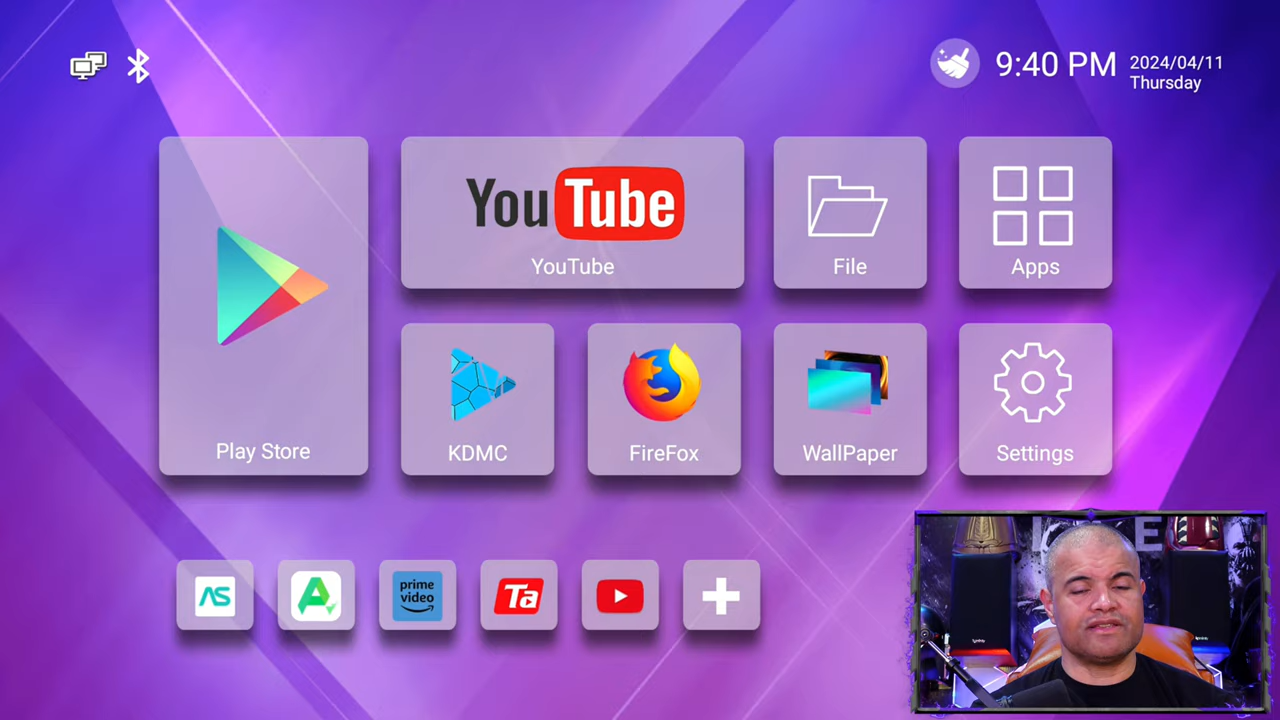 9:40 PM
2024/04/11
Thursday
YouTube
YouTube
File
Apps
Play Store
KDMC
FireFox
WallPaper
Settings
AS
prime
video
Ta